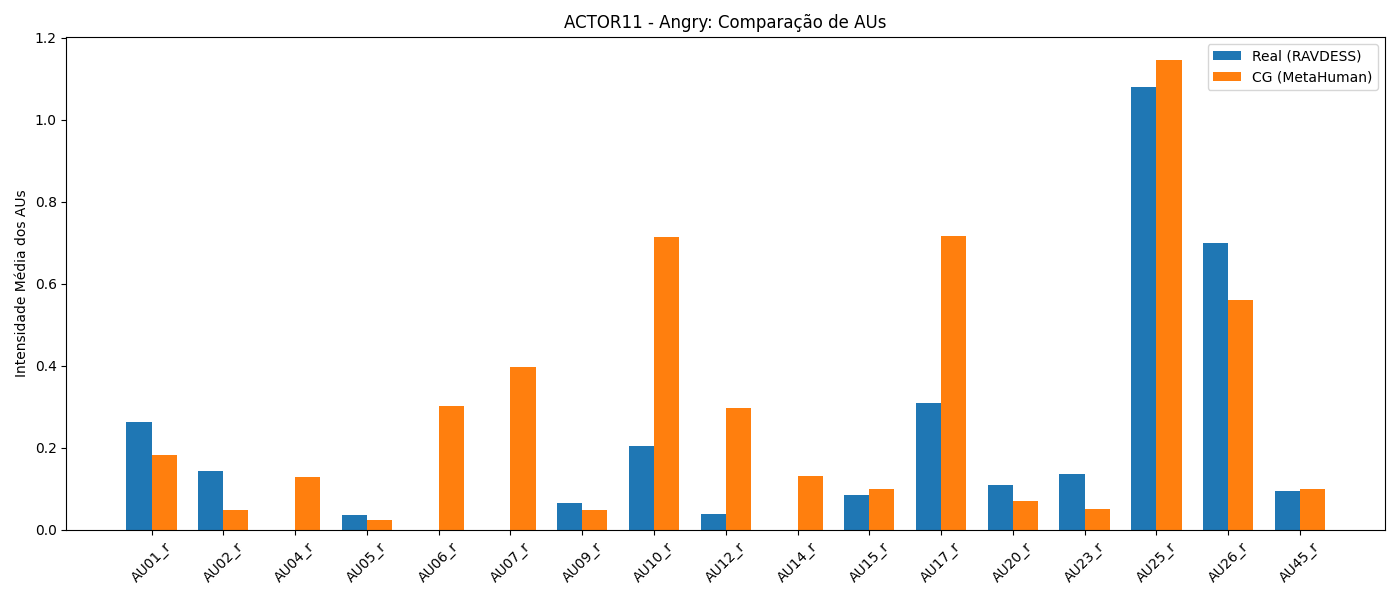 ACTOR11 - Angry: Comparação de AUs
Real (RAVDESS)
CG (MetaHuman)
Intensidade Média dos AUs
1.2
1.0
0.8
0.6
0.4
0.2
0.0
AU01_r
AU02_r
AU04_r
AU05_r
AU06_r
AU07_r
AU09_r
AU10_r
AU12_r
AU14_r
AU15_r
AU17_r
AU20_r
AU23_r
AU25_r
AU26_r
AU45_r